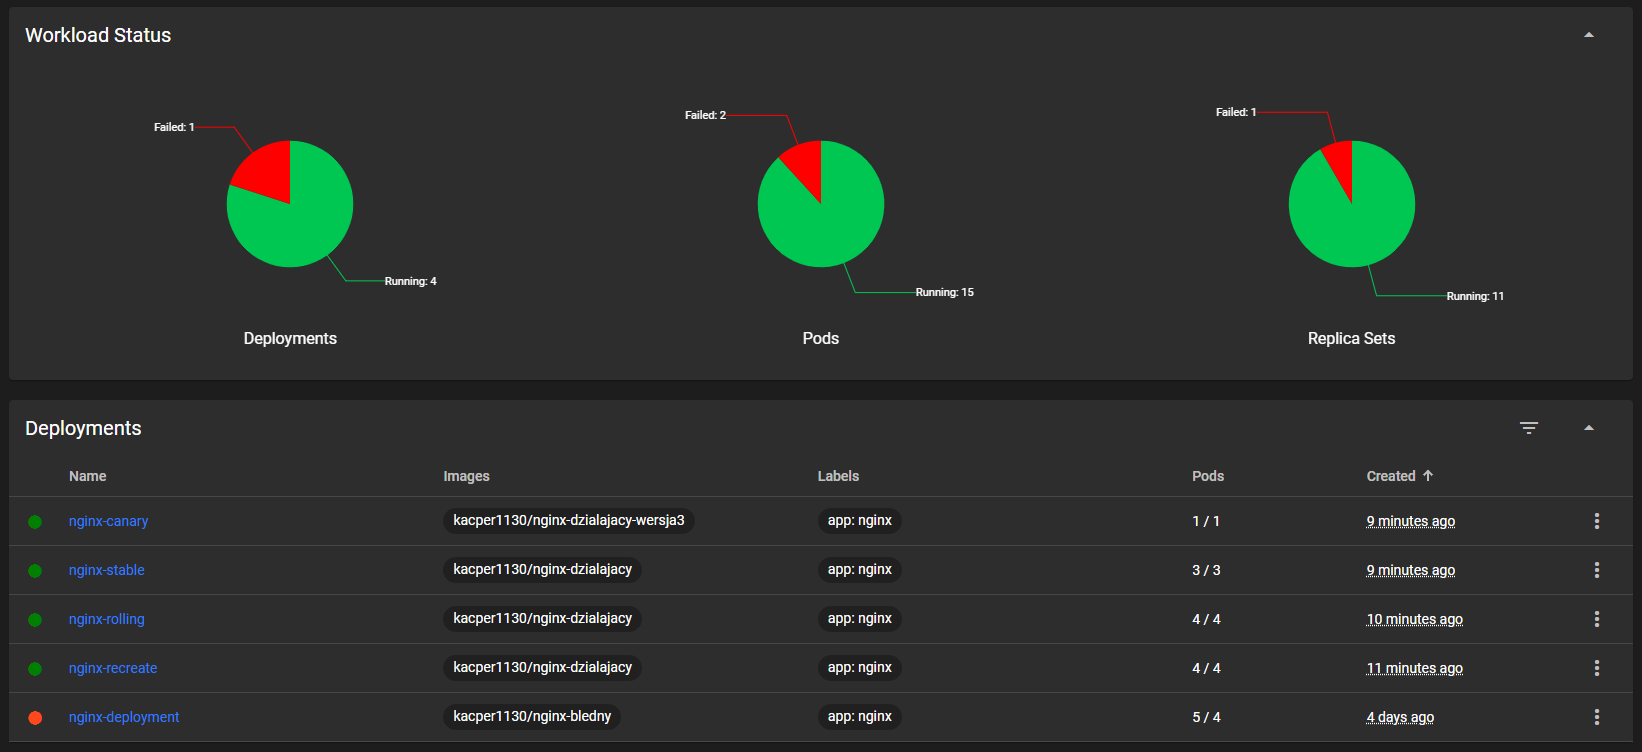 Workload Status
Failed: 1
Running: 4
Deployments
Failed: 2
Running: 15
Pods
Failed: 1
Running: 11
Replica Sets
Deployments
Name Images Labels Pods Created
nginx-canary kacper1130/nginx-dzialajacy-wersja3 app: nginx 1 / 1 9 minutes ago
nginx-stable kacper1130/nginx-dzialajacy app: nginx 3 / 3 9 minutes ago
nginx-rolling kacper1130/nginx-dzialajacy app: nginx 4 / 4 10 minutes ago
nginx-recreate kacper1130/nginx-dzialajacy app: nginx 4 / 4 11 minutes ago
nginx-deployment kacper1130/nginx-bledny app: nginx 5 / 4 4 days ago